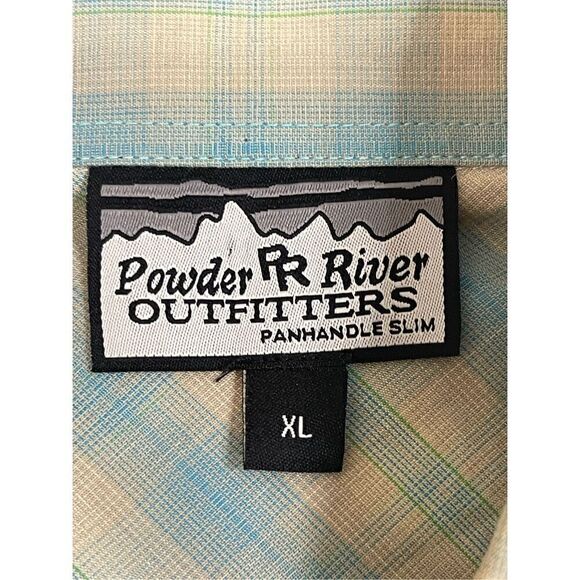 Powder PR River
OUTFITTERS
PANHANDLE SLIM
XL